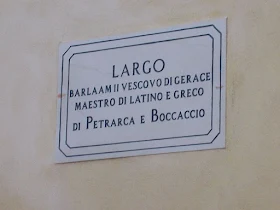 LARGO
BARLAAM II VESCOVO DI GERACE
MAESTRO DI LATINO E GRECO
DI PETRARCA E BOCCACCIO